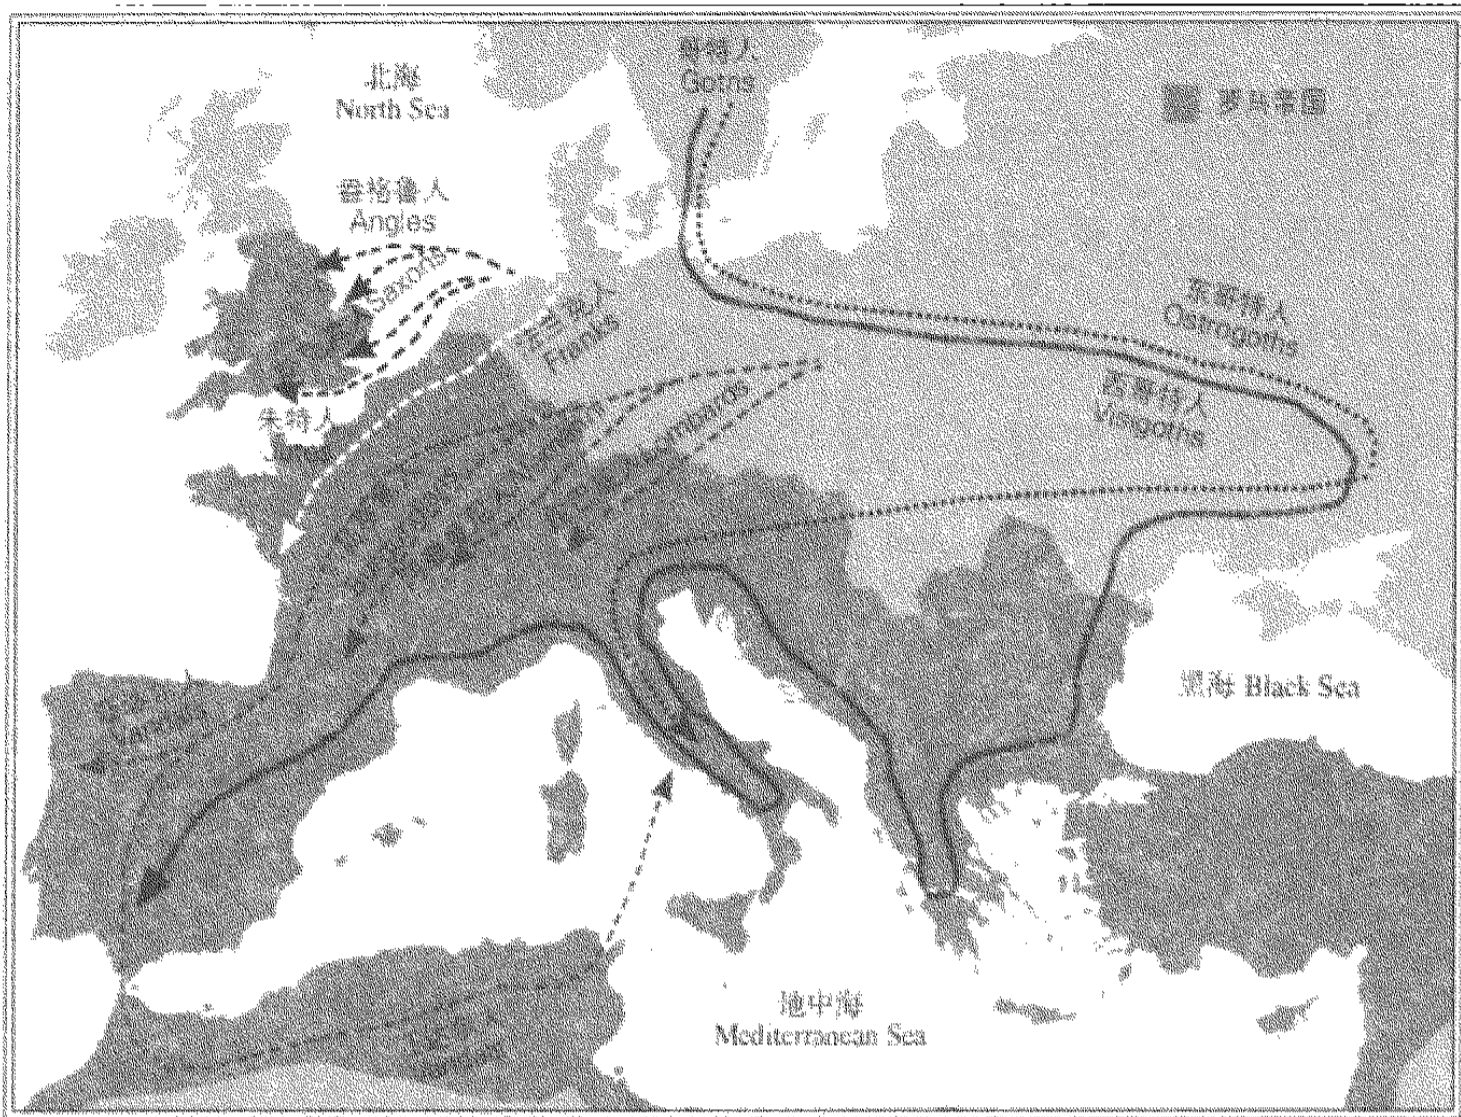 哥特人
Goths
北海
North Sea
罗马帝国
盎格鲁人
Angles
Saxons
法兰克人
Franks
东哥特人
Ostrogoths
西哥特人
Visigoths
Lombards
朱特人
黑海 Black Sea
Vandals
地中海
Mediterranean Sea